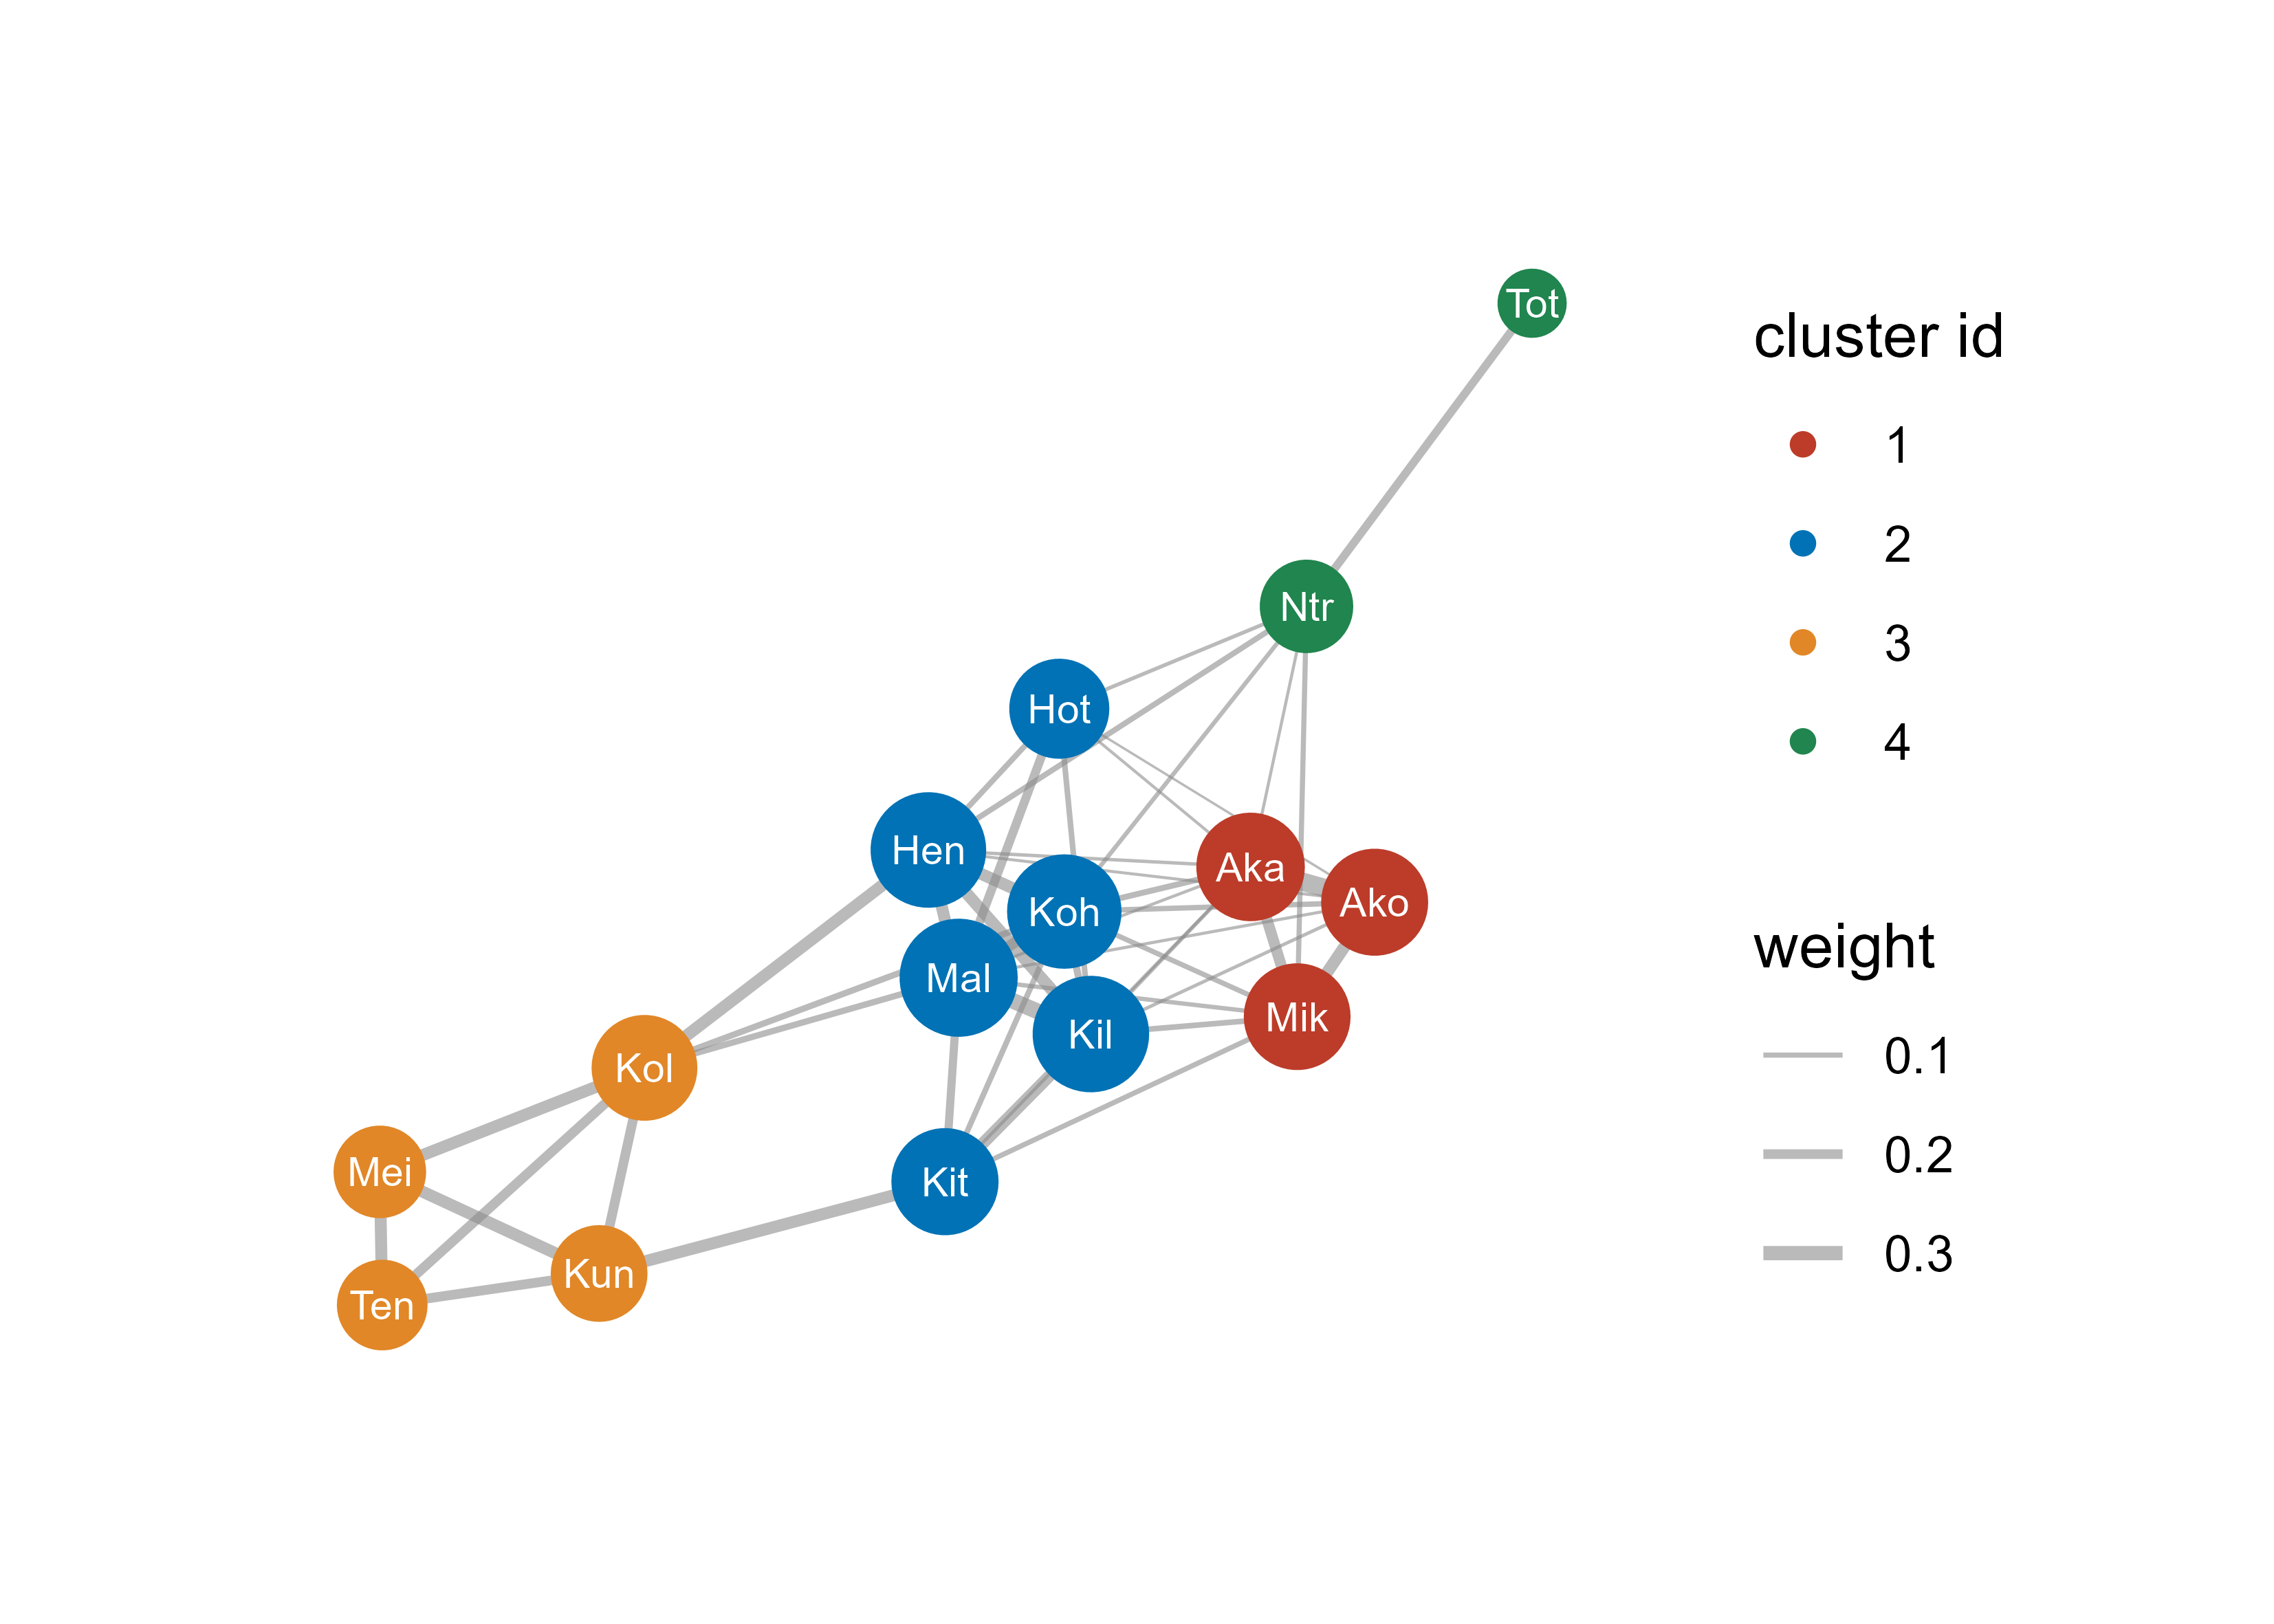 Tot
cluster id
1
2
3
4
Ntr
Hot
Hen
Aka
Koh
Ako
Mal
Kil
Mik
Kol
Mei
Kit
Kun
Ten
weight
0.1
0.2
0.3